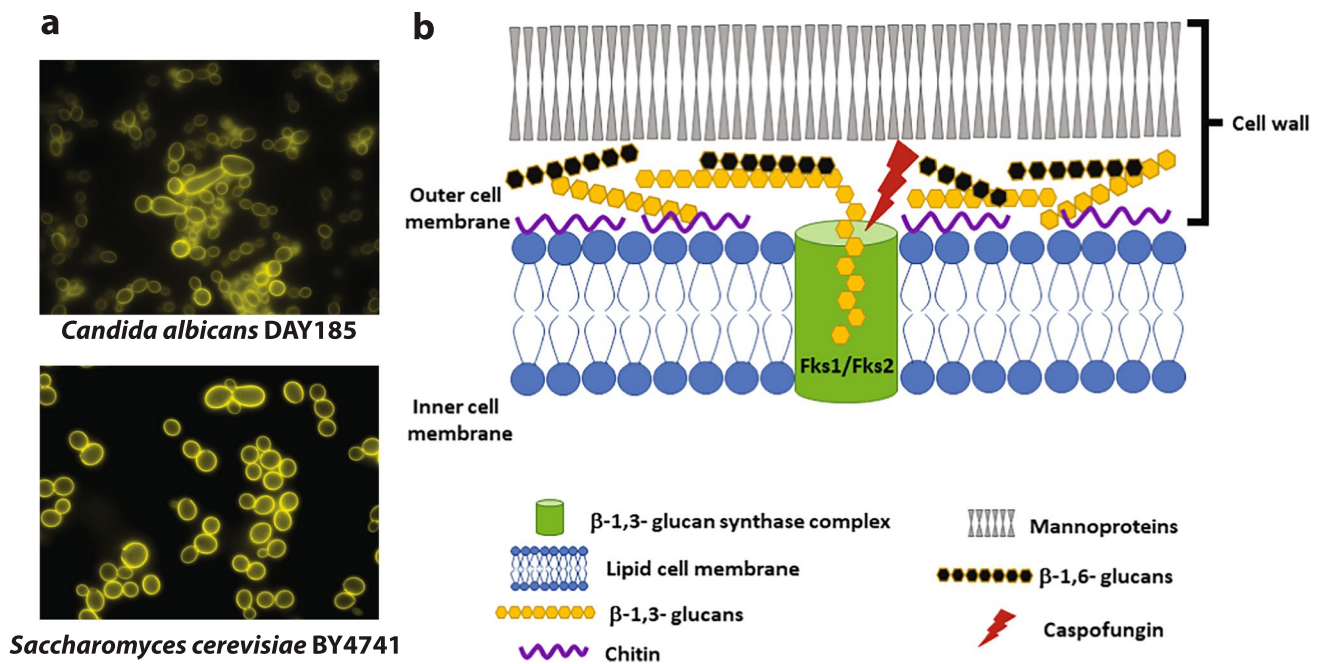 a
Candida albicans DAY185
Saccharomyces cerevisiae BY4741
b
Cell wall
Outer cell
membrane
Fks1/Fks2
Inner cell
membrane
β-1,3- glucan synthase complex
Lipid cell membrane
β-1,3- glucans
Chitin
Mannoproteins
β-1,6- glucans
Caspofungin